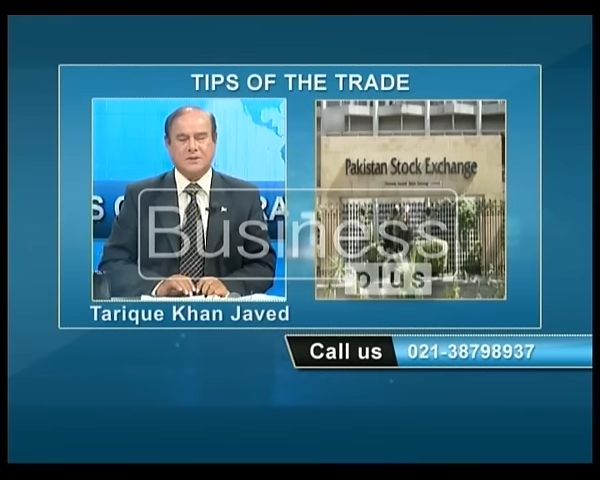 TIPS OF THE TRADE
Pakistan Stock Exchange
Business
plus
Tarique Khan Javed
Call us 021-38798937